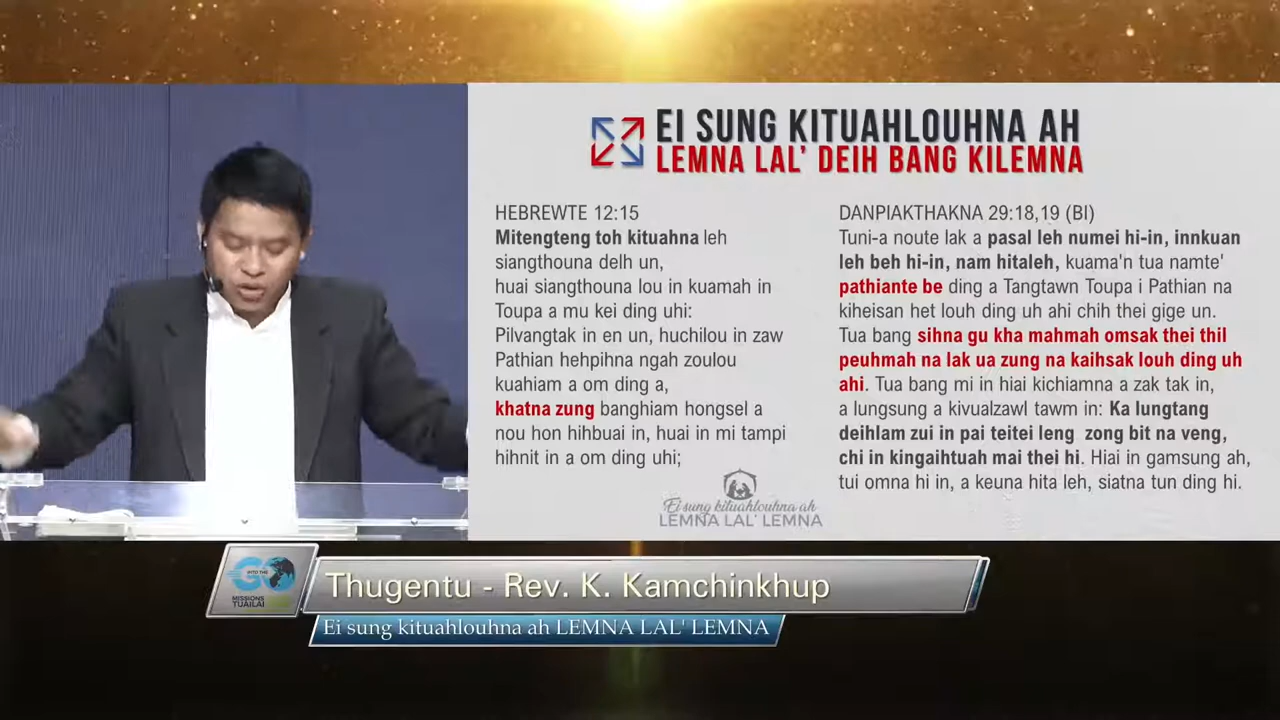 EI SUNG KITUAHLOUHNA AH
LEMNA LAL' DEIH BANG KILEMNA
HEBREWTE 12:15
Mitengteng toh kituahna leh
siangthouna delh un,
huai siangthouna lou in kuamah in
Toupa a mu kei ding uhi:
Pilvangtak in en un, huchilou in zaw
Pathian hehpihna ngah zoulou
kuahiam a om ding a,
khatna zung banghiam hongsel a
nou hon hihbuai in, huai in mi tampi
hihnit in a om ding uhi;
DANPIAKTHAKNA 29:18,19 (BI)
Tuni-a noute lak a pasal leh numei hi-in, innkuan
leh beh hi-in, nam hitaleh, kuama'n tua namte'
pathiante be ding a Tangtawn Toupa i Pathian na
kiheisan het louh ding uh ahi chih thei gige un.
Tua bang sihna gu kha mahmah omsak thei thil
peuhmah na lak ua zung na kaihsak louh ding uh
ahi. Tua bang mi in hiai kichiamna a zak tak in,
a lungsung a kivualzawl tawm in: Ka lungtang
deihlam zui in pai teitei leng zong bit na veng,
chi in kingaihtuah mai thei hi. Hiai in gamsung ah,
tui omna hi in, a keuna hita leh, siatna tun ding hi.
Ei sung kituahlouhna ah
LEMNA LAL' LEMNA
GO
INTO THE
MISSIONS
TUAILAI
Thugentu - Rev. K. Kamchinkhup
Ei sung kituahlouhna ah LEMNA LAL' LEMNA